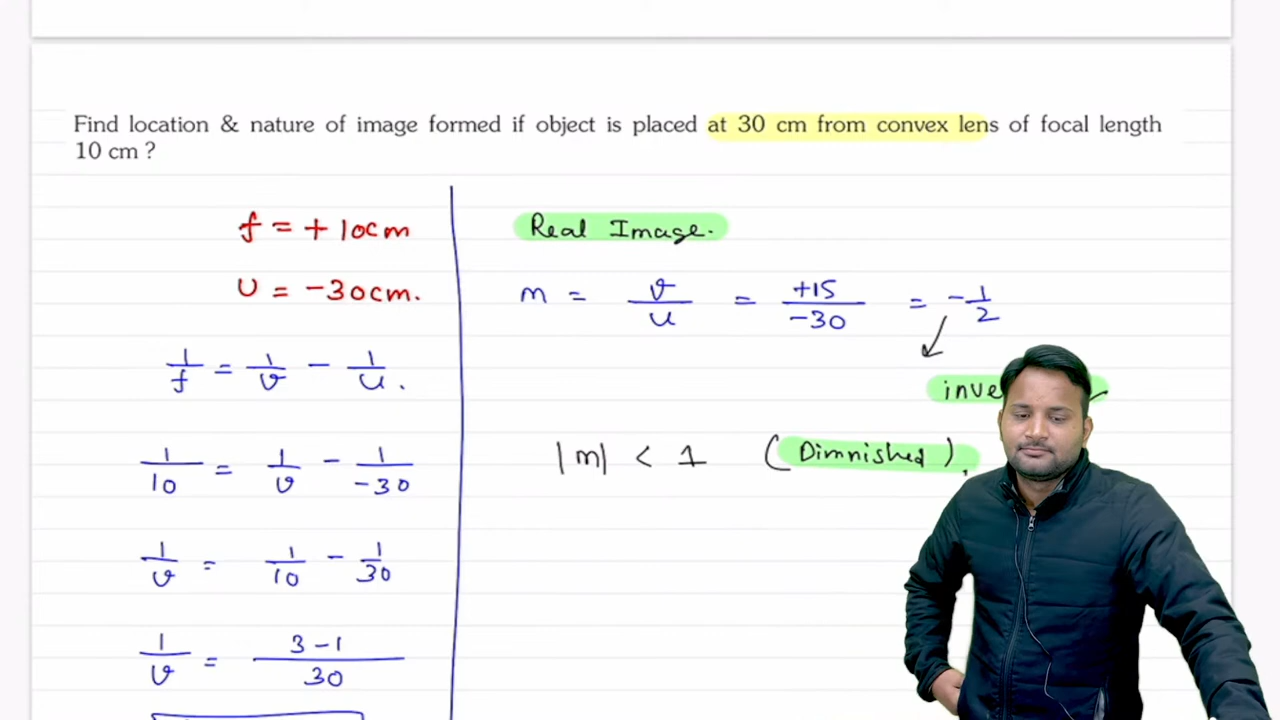 Find location & nature of image formed if object is placed at 30 cm from convex lens of focal length
10 cm ?
f = + 10cm
u = -30cm.
1/f = 1/v - 1/u.
1/10 = 1/v - 1/-30
1/v = 1/10 - 1/30
1/v = 3-1/30
Real Image.
m = v/u = +15/-30 = -1/2
|m| < 1 (Dimnished).